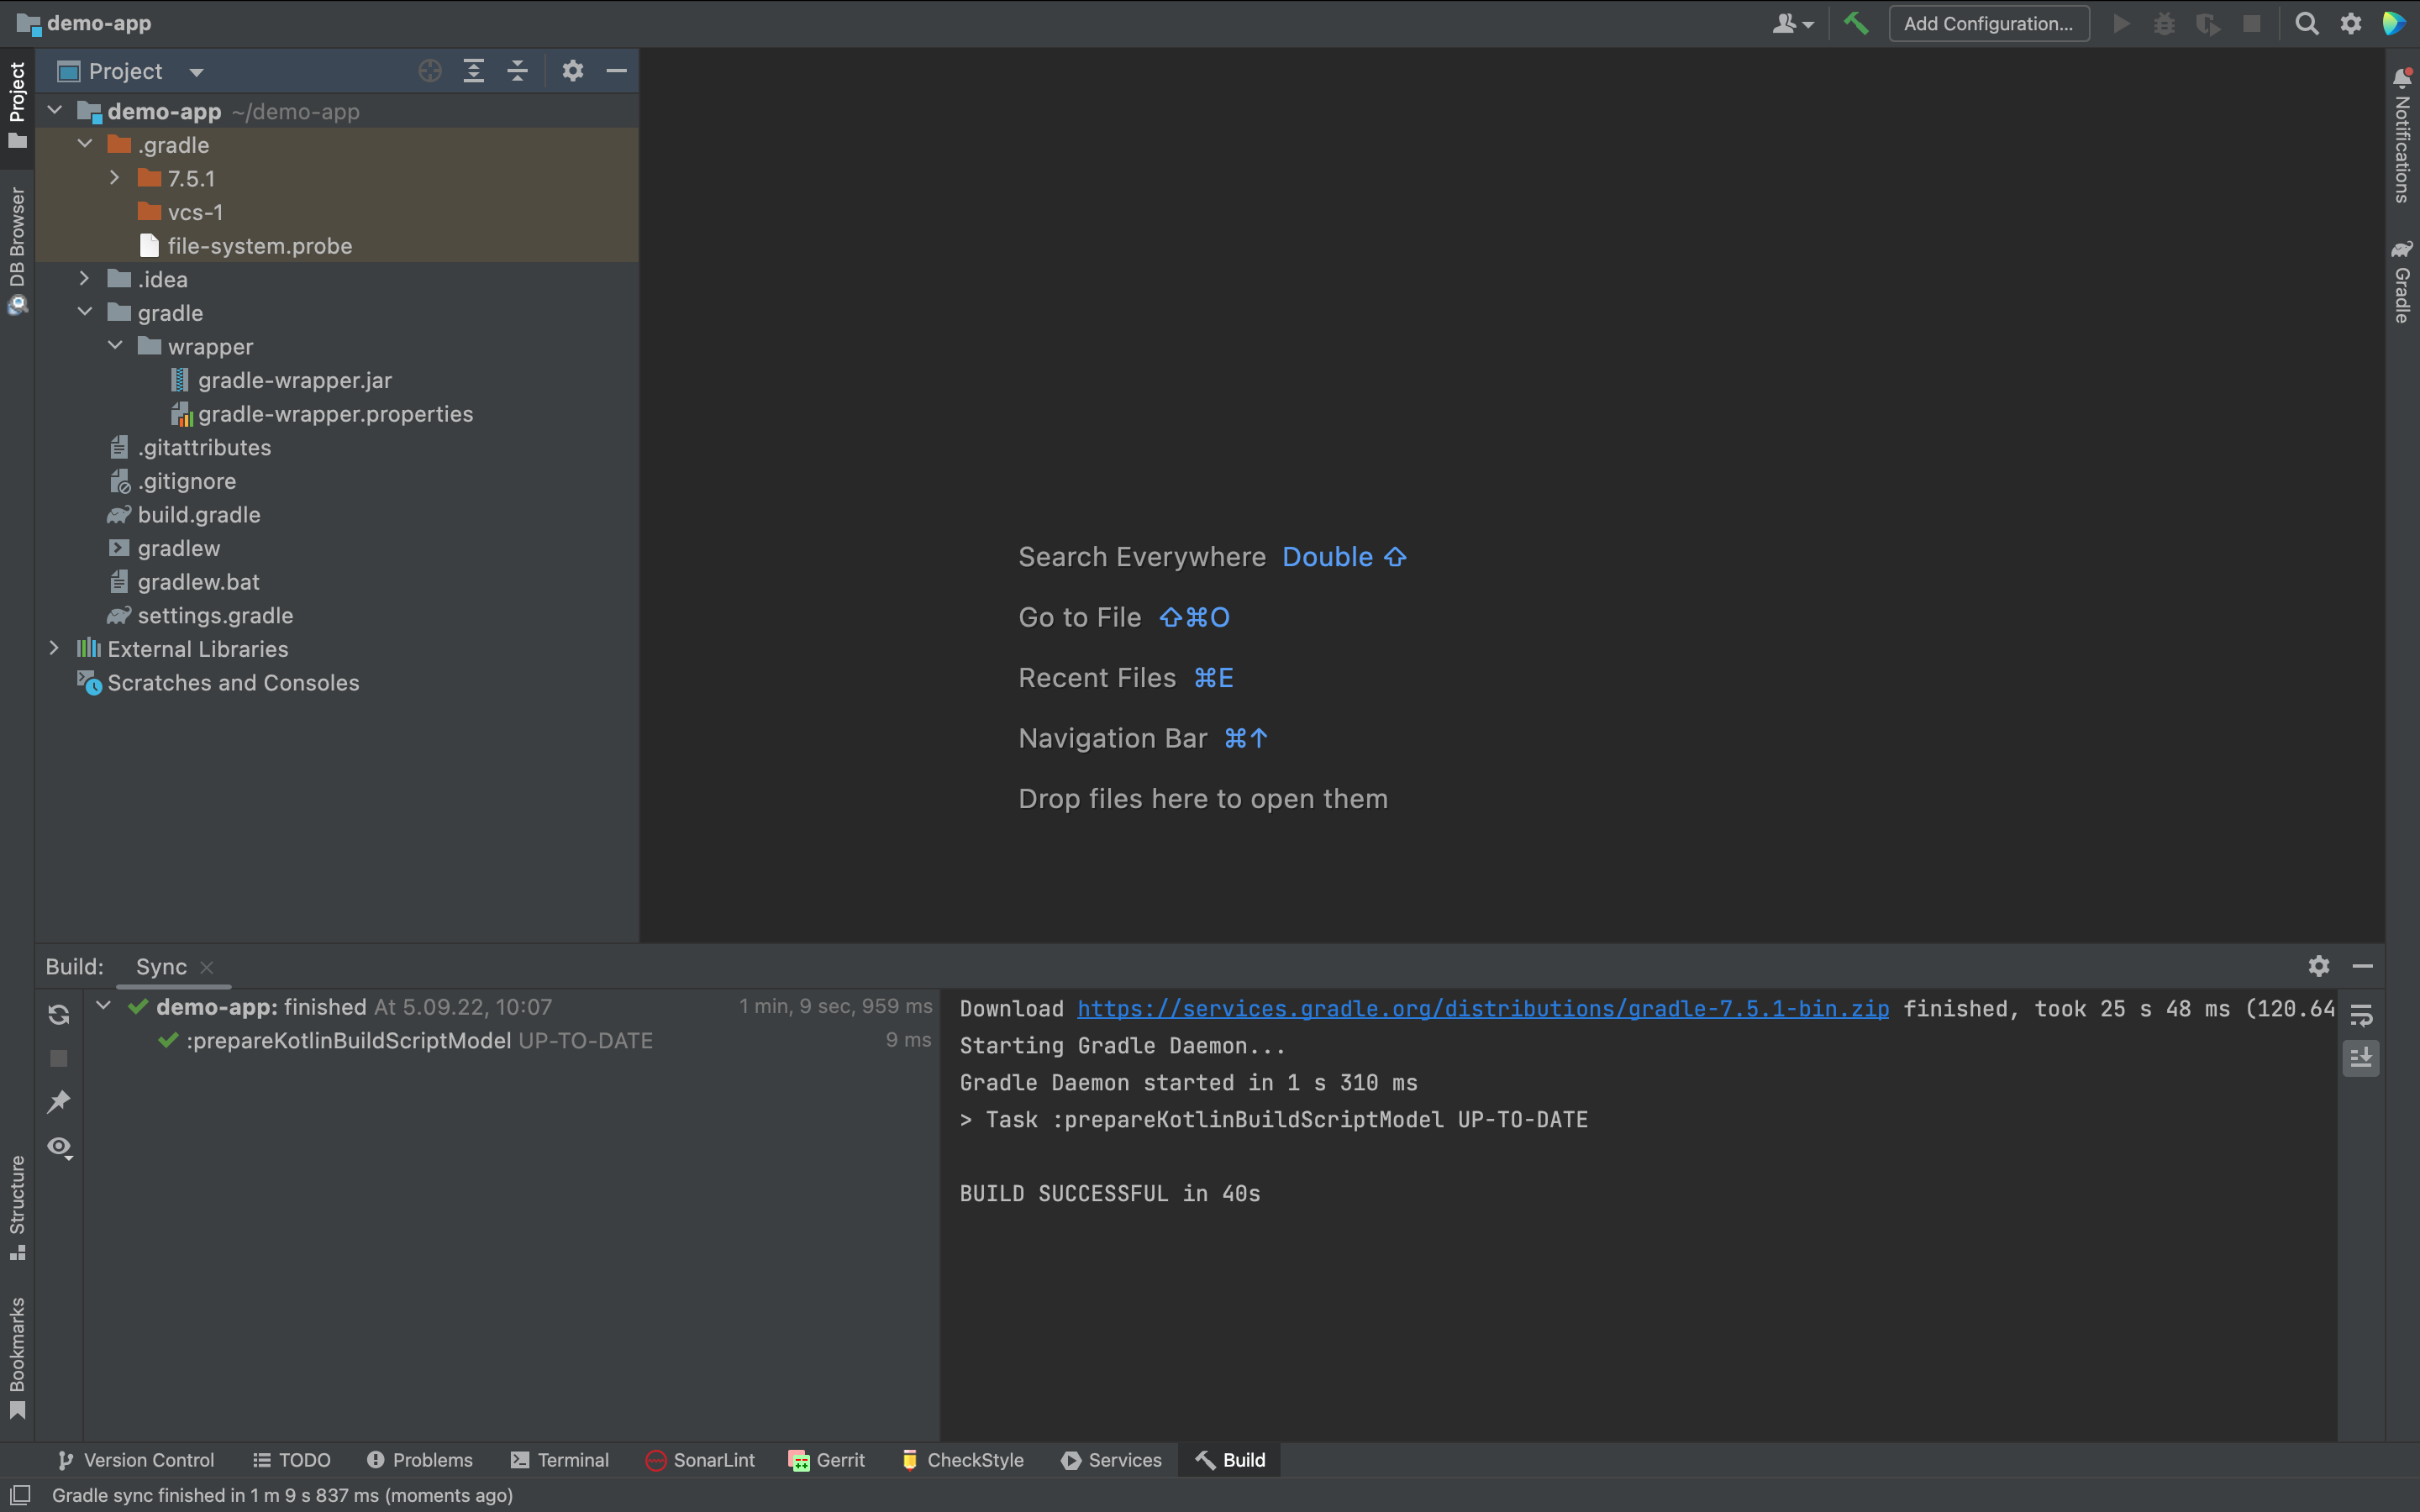 demo-app
Add Configuration...
Project
Project
demo-app ~/demo-app
.gradle
7.5.1
vcs-1
file-system.probe
.idea
gradle
wrapper
gradle-wrapper.jar
gradle-wrapper.properties
.gitattributes
.gitignore
build.gradle
gradlew
gradlew.bat
settings.gradle
External Libraries
Scratches and Consoles
DB Browser
Structure
Bookmarks
Search Everywhere Double ⇧
Go to File ⇧⌘O
Recent Files ⌘E
Navigation Bar ⌘↑
Drop files here to open them
Notifications
Gradle
Build: Sync
demo-app: finished At 5.09.22, 10:07 1 min, 9 sec, 959 ms
:prepareKotlinBuildScriptModel UP-TO-DATE 9 ms
Download https://services.gradle.org/distributions/gradle-7.5.1-bin.zip finished, took 25 s 48 ms (120.64
Starting Gradle Daemon...
Gradle Daemon started in 1 s 310 ms
> Task :prepareKotlinBuildScriptModel UP-TO-DATE
BUILD SUCCESSFUL in 40s
Version Control TODO Problems Terminal SonarLint Gerrit CheckStyle Services Build
Gradle sync finished in 1 m 9 s 837 ms (moments ago)